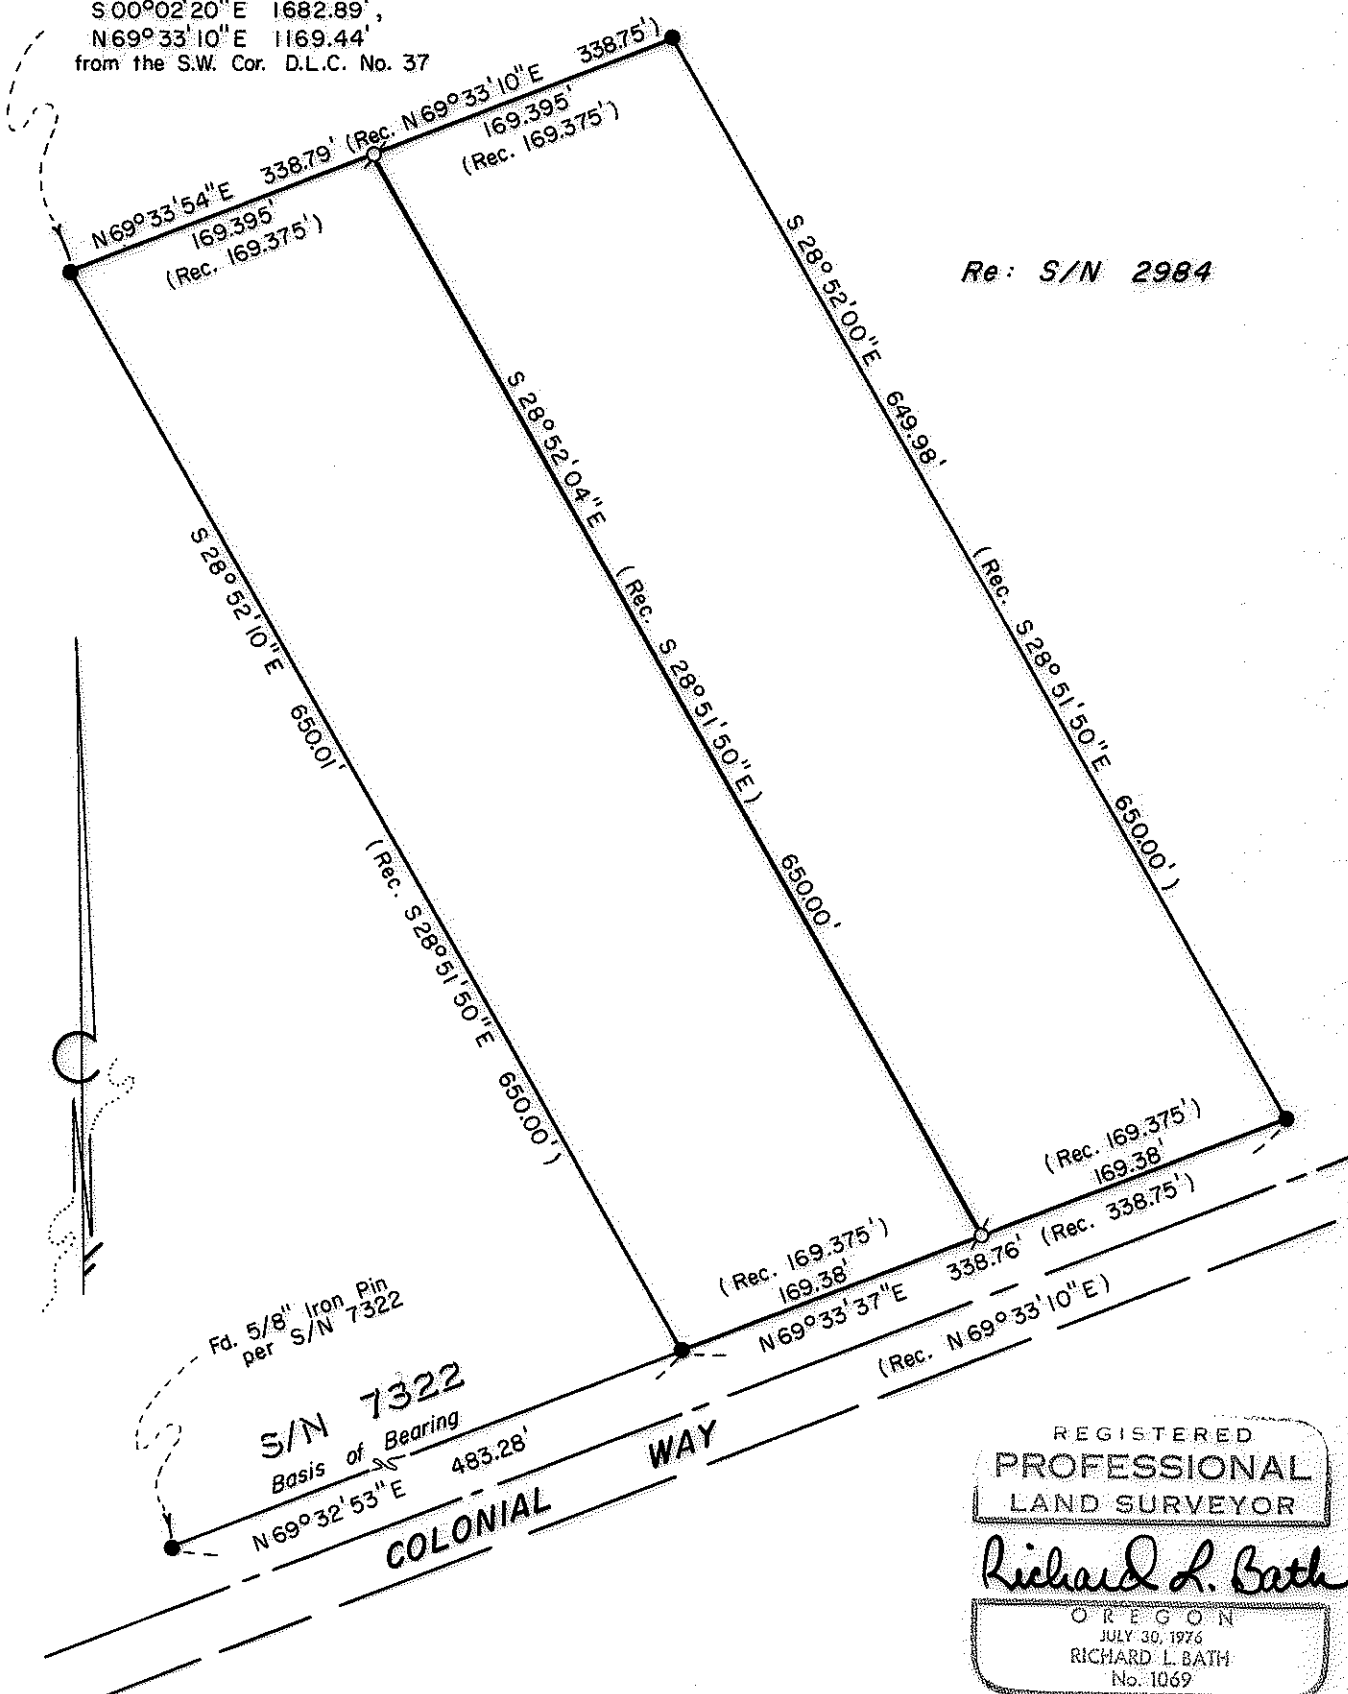 S 00°02'20"E 1682.89',
N 69°33'10"E 1169.44'
from the S.W. Cor. D.L.C. No. 37
N 69°33'54"E 338.79' (Rec. N 69°33'10"E 338.75')
169.395'
(Rec. 169.375')
169.395'
(Rec. 169.375')
Re: S/N 2984
S 28°52'00"E 649.98'
(Rec. S 28°51'50"E 650.00')
S 28°52'04"E (Rec. S 28°51'50"E) 650.00'
S 28°52'10"E 650.01'
(Rec. S 28°51'50"E 650.00')
(Rec. 169.375')
169.38'
(Rec. 169.375')
169.38'
N 69°33'37"E 338.76' (Rec. 338.75')
(Rec. N 69°33'10"E)
Fd. 5/8" Iron Pin
per S/N 7322
S/N 7322
Basis of Bearing
N 69°32'53"E 483.28'
COLONIAL WAY
REGISTERED
PROFESSIONAL
LAND SURVEYOR
Richard L. Bath
OREGON
JULY 30, 1976
RICHARD L. BATH
No. 1069